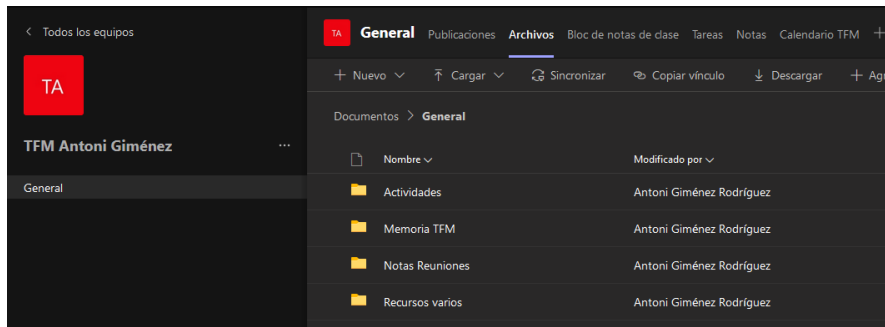 Todos los equipos
TA
TFM Antoni Giménez
General
TA General Publicaciones Archivos Bloc de notas de clase Tareas Notas Calendario TFM +
+ Nuevo Cargar Sincronizar Copiar vínculo Descargar + Agr
Documentos > General
Nombre Modificado por
Actividades Antoni Giménez Rodríguez
Memoria TFM Antoni Giménez Rodríguez
Notas Reuniones Antoni Giménez Rodríguez
Recursos varios Antoni Giménez Rodríguez